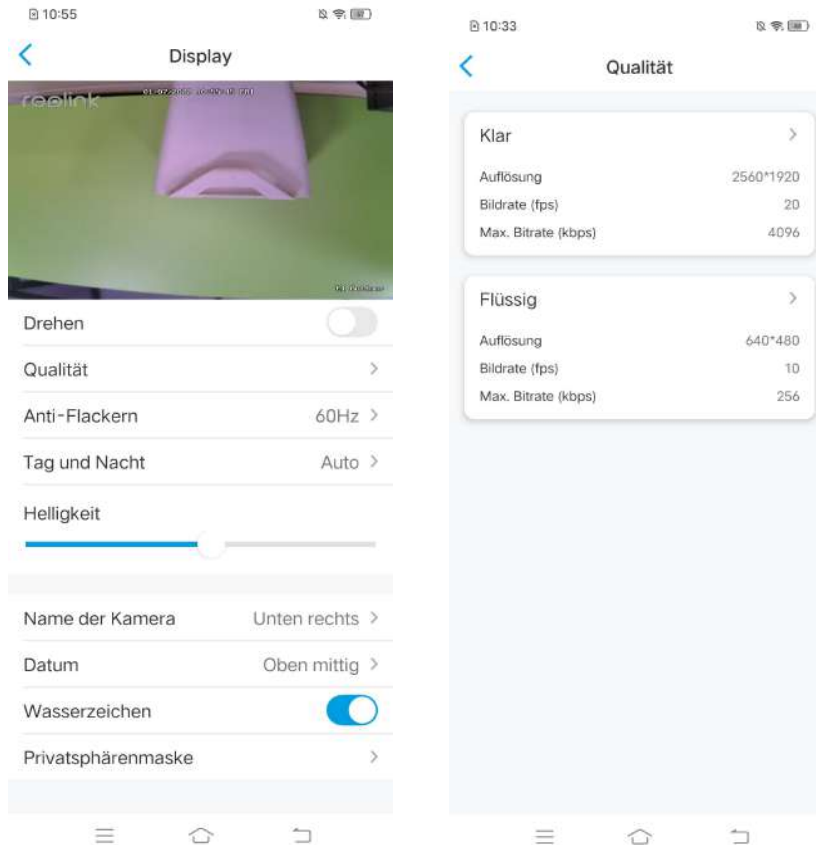 10:55
Display
reolink
Drehen
Qualität
Anti-Flackern 60Hz
Tag und Nacht Auto
Helligkeit
Name der Kamera Unten rechts
Datum Oben mittig
Wasserzeichen
Privatsphärenmaske
10:33
Qualität
Klar
Auflösung 2560*1920
Bildrate (fps) 20
Max. Bitrate (kbps) 4096
Flüssig
Auflösung 640*480
Bildrate (fps) 10
Max. Bitrate (kbps) 256